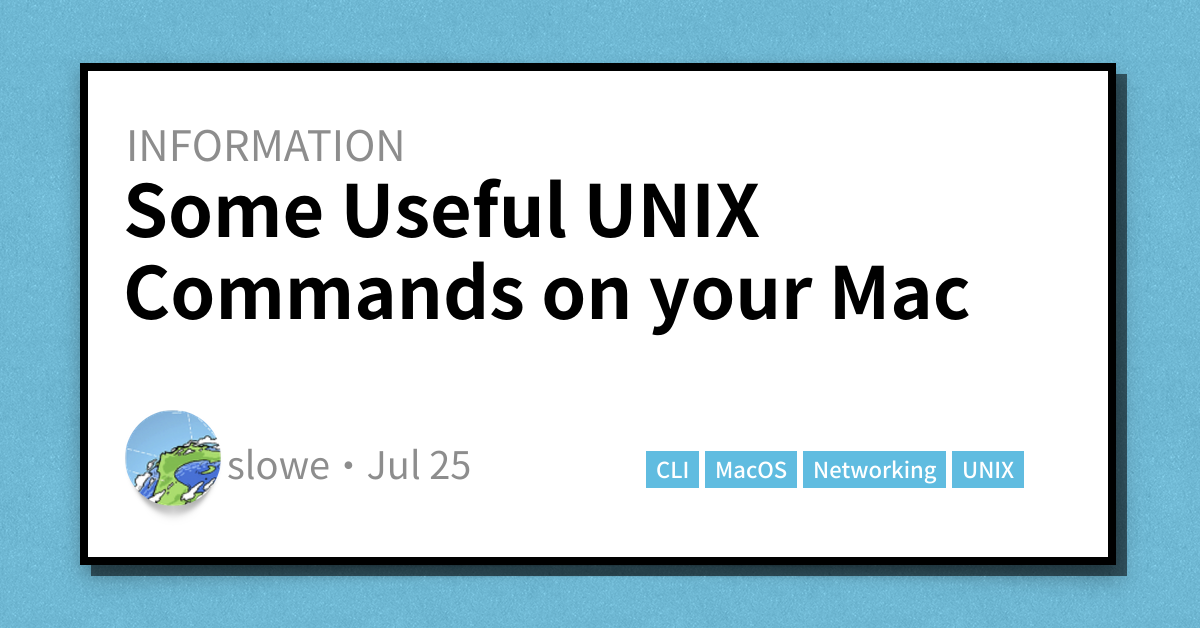 INFORMATION
Some Useful UNIX
Commands on your Mac
slowe • Jul 25
CLI MacOS Networking UNIX